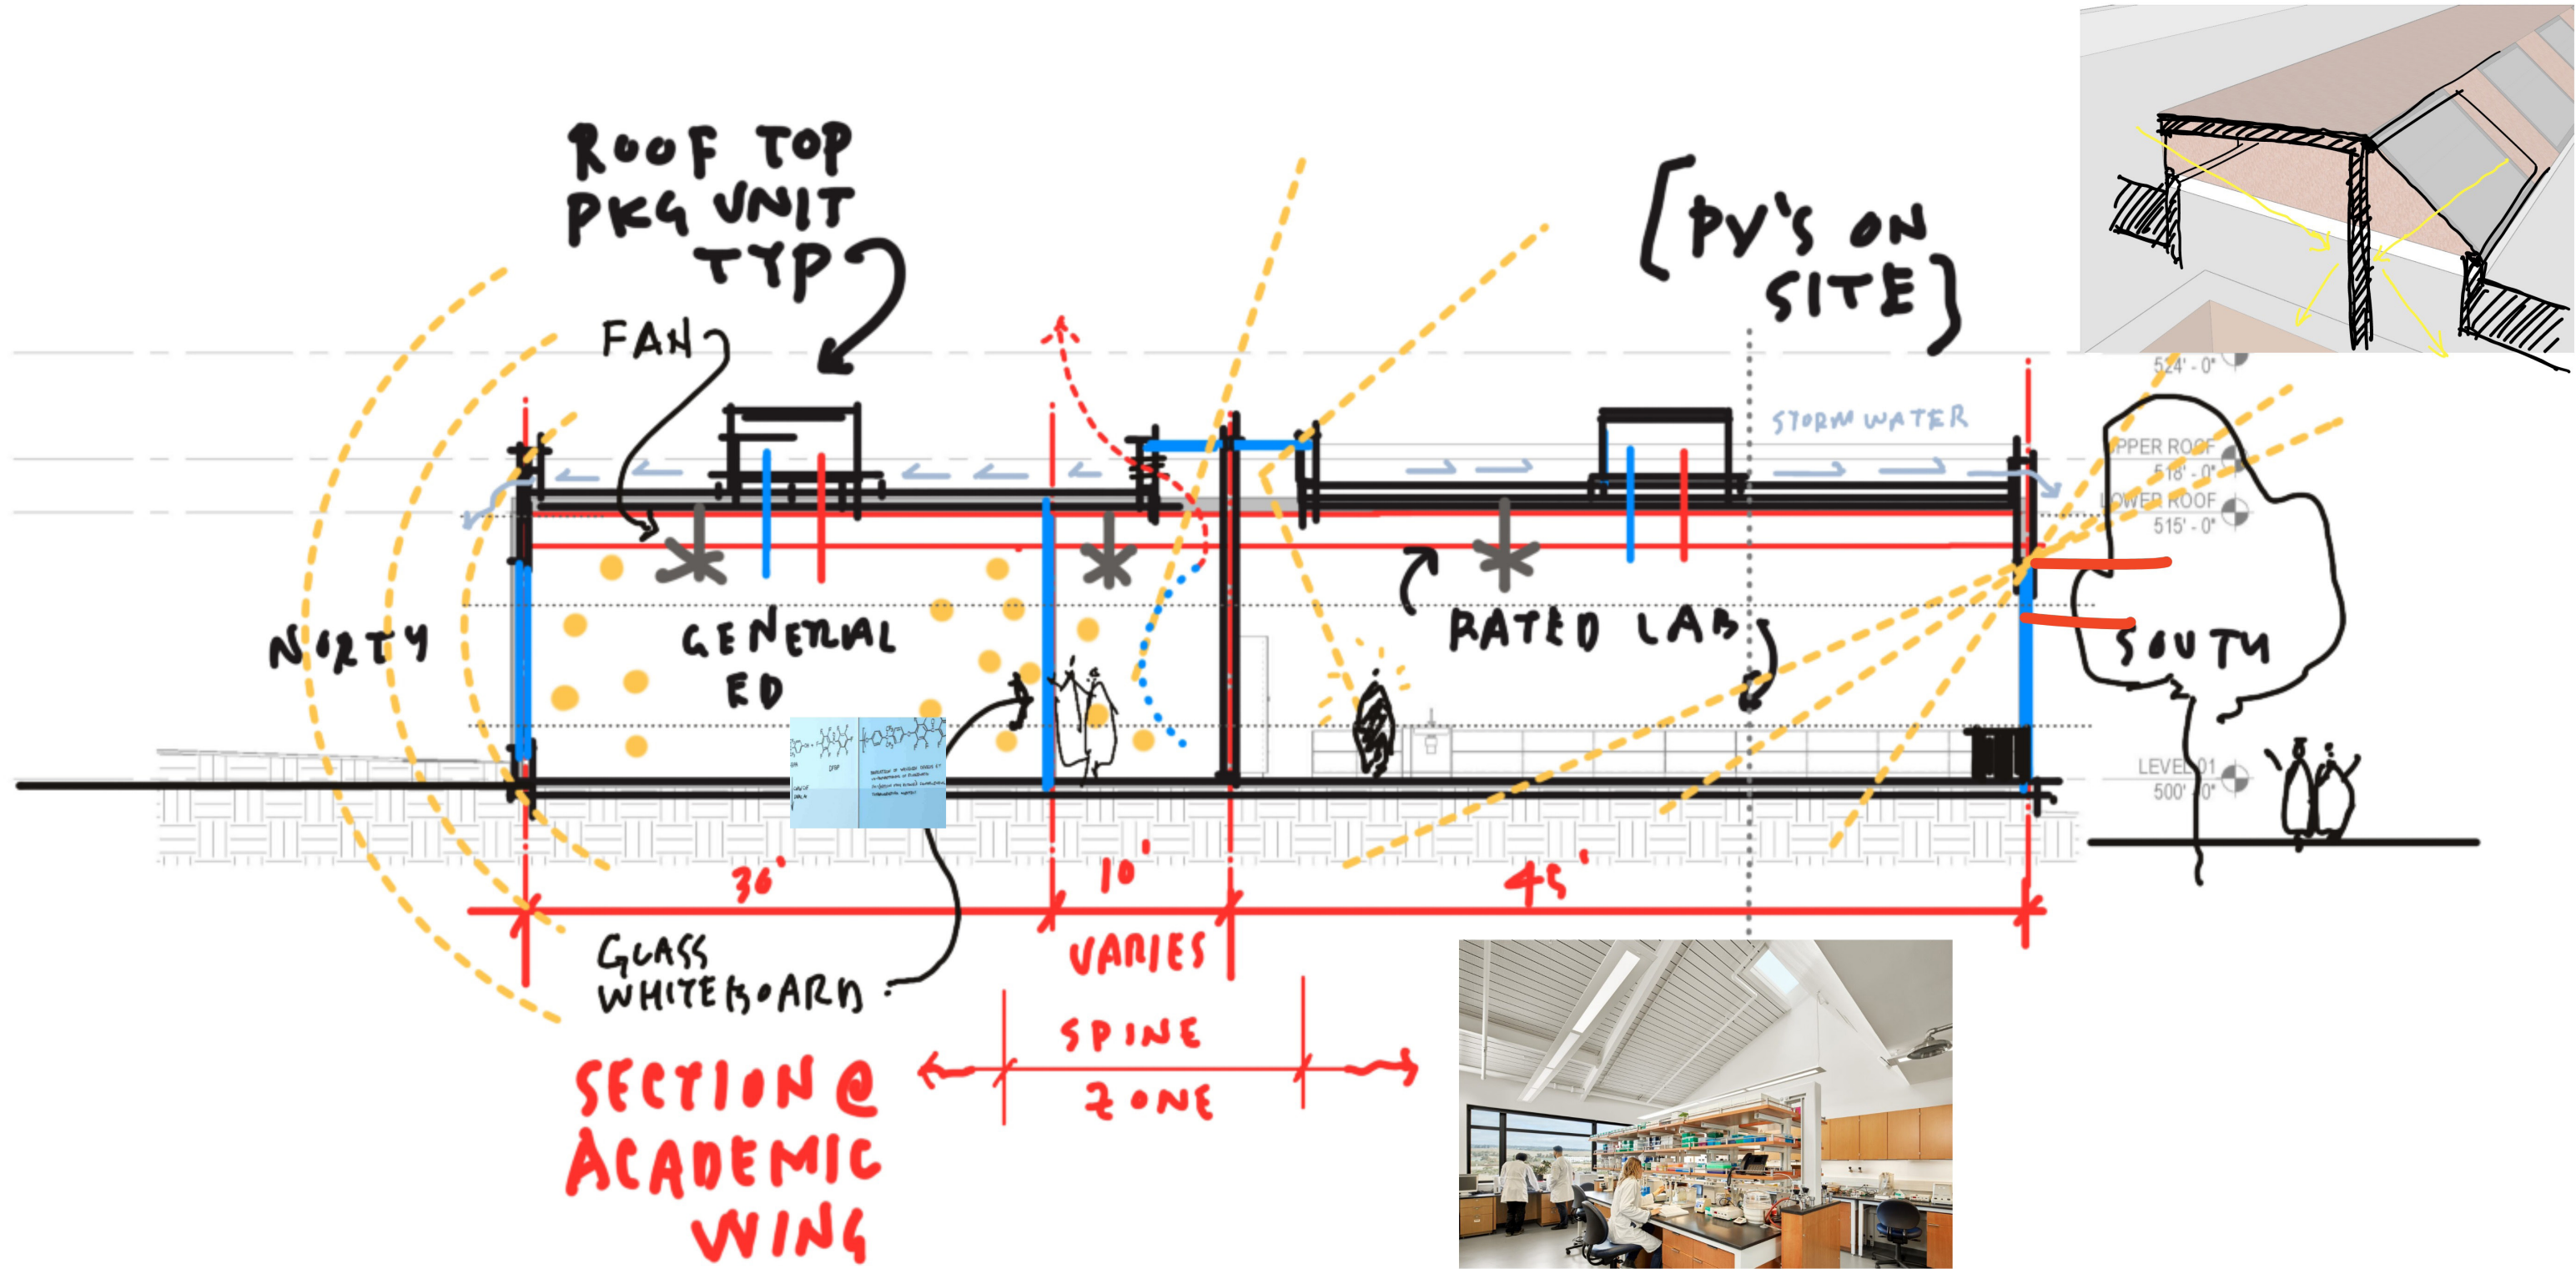 ROOF TOP
PKG UNIT
TYP
FAN
[PV'S ON
SITE]
524' - 0"
STORM WATER
UPPER ROOF
518' - 0"
LOWER ROOF
515' - 0"
NORTH
GENERAL
ED
RATED LAB
SOUTH
LEVEL 01
500' - 0"
36'
10'
45'
GLASS
WHITEBOARD
VARIES
SPINE
ZONE
SECTION @
ACADEMIC
WING